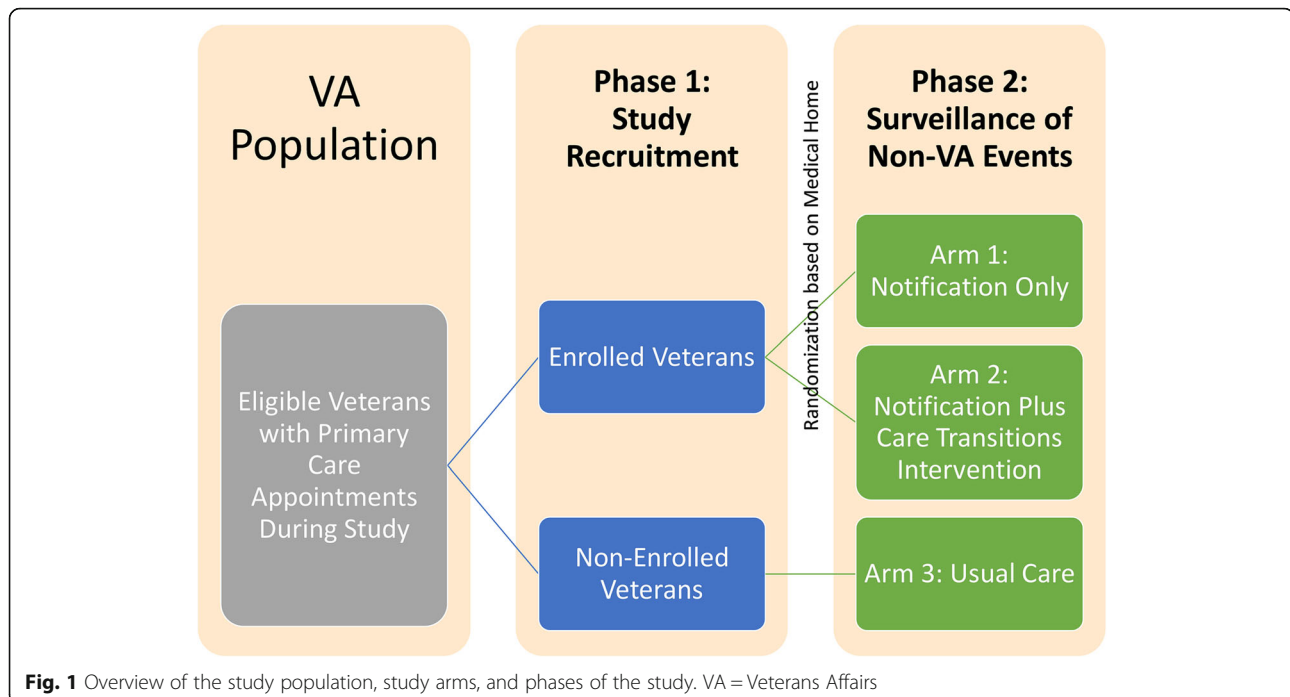 VA
Population
Eligible Veterans
with Primary
Care
Appointments
During Study
Phase 1:
Study
Recruitment
Enrolled Veterans
Non-Enrolled
Veterans
Randomization based on Medical Home
Phase 2:
Surveillance of
Non-VA Events
Arm 1:
Notification Only
Arm 2:
Notification Plus
Care Transitions
Intervention
Arm 3: Usual Care
Fig. 1 Overview of the study population, study arms, and phases of the study. VA = Veterans Affairs